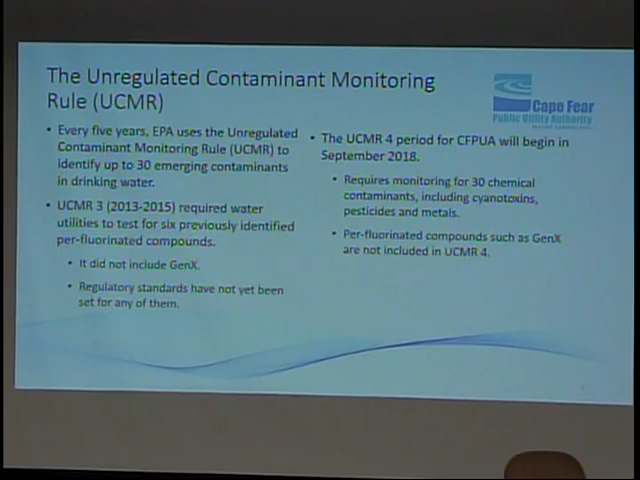 The Unregulated Contaminant Monitoring
Rule (UCMR)
• Every five years, EPA uses the Unregulated
Contaminant Monitoring Rule (UCMR) to
identify up to 30 emerging contaminants
in drinking water.
• UCMR 3 (2013-2015) required water
utilities to test for six previously identified
per-fluorinated compounds.
• It did not include GenX.
• Regulatory standards have not yet been
set for any of them.
Cape Fear
Public Utility Authority
• The UCMR 4 period for CFPUA will begin in
September 2018.
• Requires monitoring for 30 chemical
contaminants, including cyanotoxins,
pesticides and metals.
• Per-fluorinated compounds such as GenX
are not included in UCMR 4.